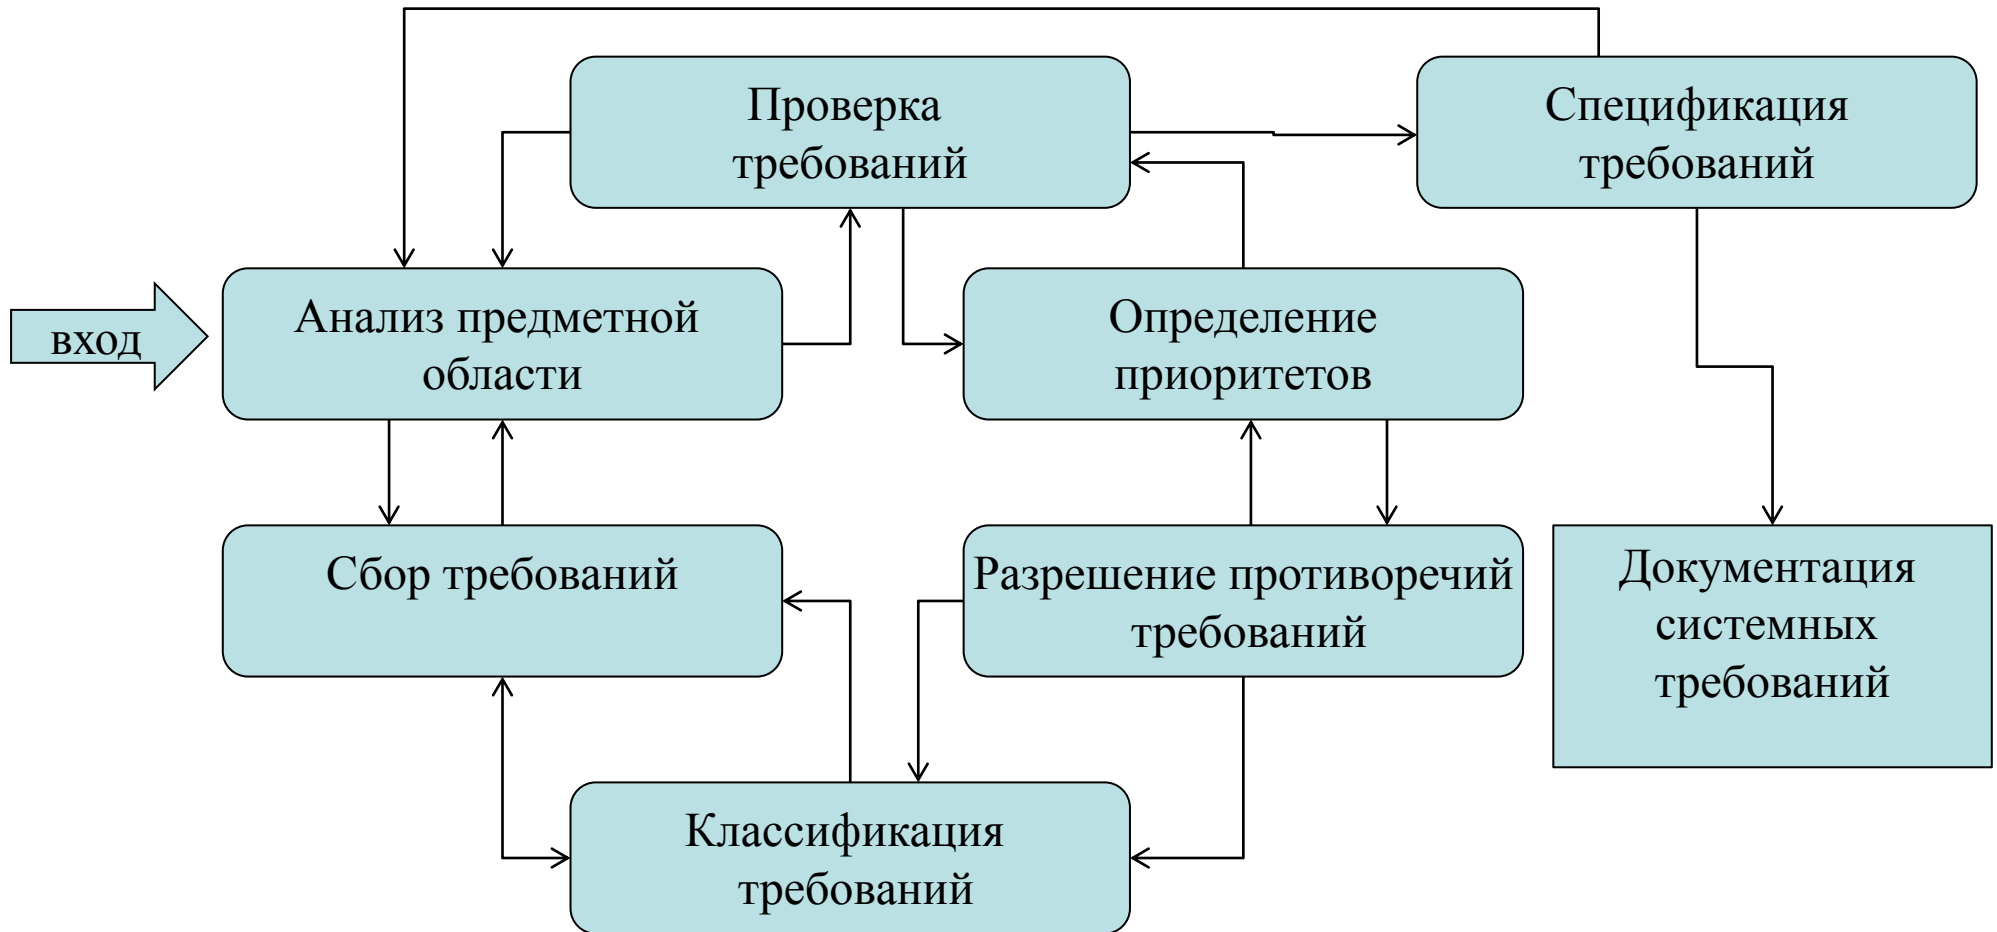 Проверка
требований
Спецификация
требований
вход
Анализ предметной
области
Определение
приоритетов
Сбор требований
Разрешение противоречий
требований
Документация
системных
требований
Классификация
требований